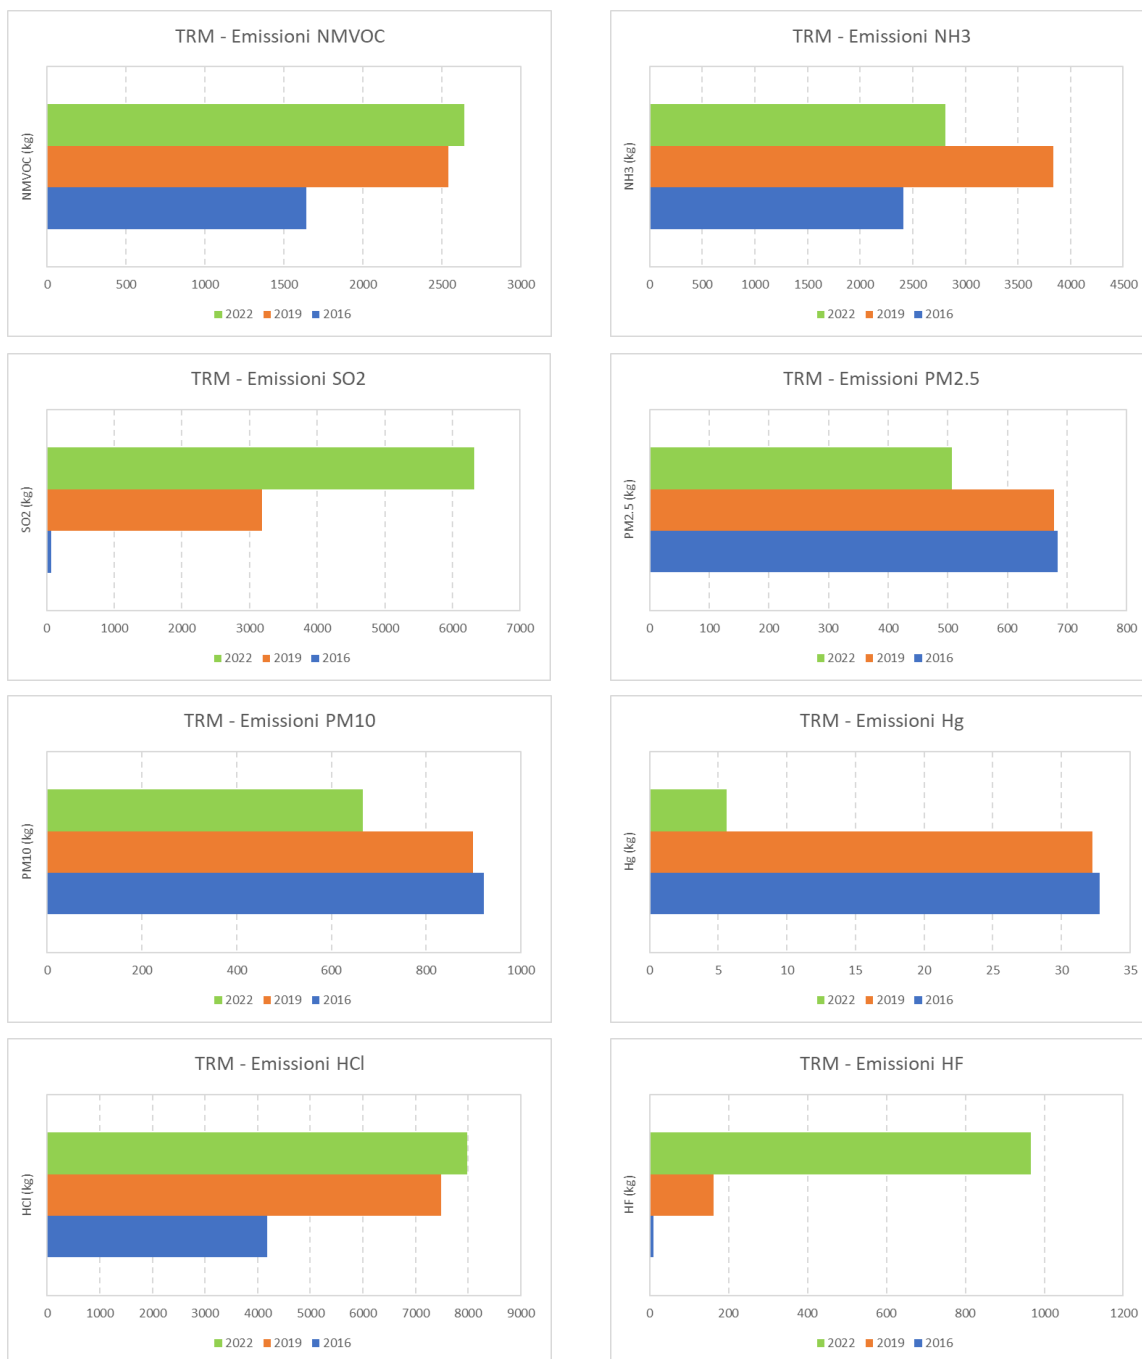 TRM - Emissioni NMVOC
NMVOC (kg)
0 500 1000 1500 2000 2500 3000
2022 2019 2016
TRM - Emissioni NH3
NH3 (kg)
0 500 1000 1500 2000 2500 3000 3500 4000 4500
2022 2019 2016
TRM - Emissioni SO2
SO2 (kg)
0 1000 2000 3000 4000 5000 6000 7000
2022 2019 2016
TRM - Emissioni PM2.5
PM2.5 (kg)
0 100 200 300 400 500 600 700 800
2022 2019 2016
TRM - Emissioni PM10
PM10 (kg)
0 200 400 600 800 1000
2022 2019 2016
TRM - Emissioni Hg
Hg (kg)
0 5 10 15 20 25 30 35
2022 2019 2016
TRM - Emissioni HCl
HCl (kg)
0 1000 2000 3000 4000 5000 6000 7000 8000 9000
2022 2019 2016
TRM - Emissioni HF
HF (kg)
0 200 400 600 800 1000 1200
2022 2019 2016